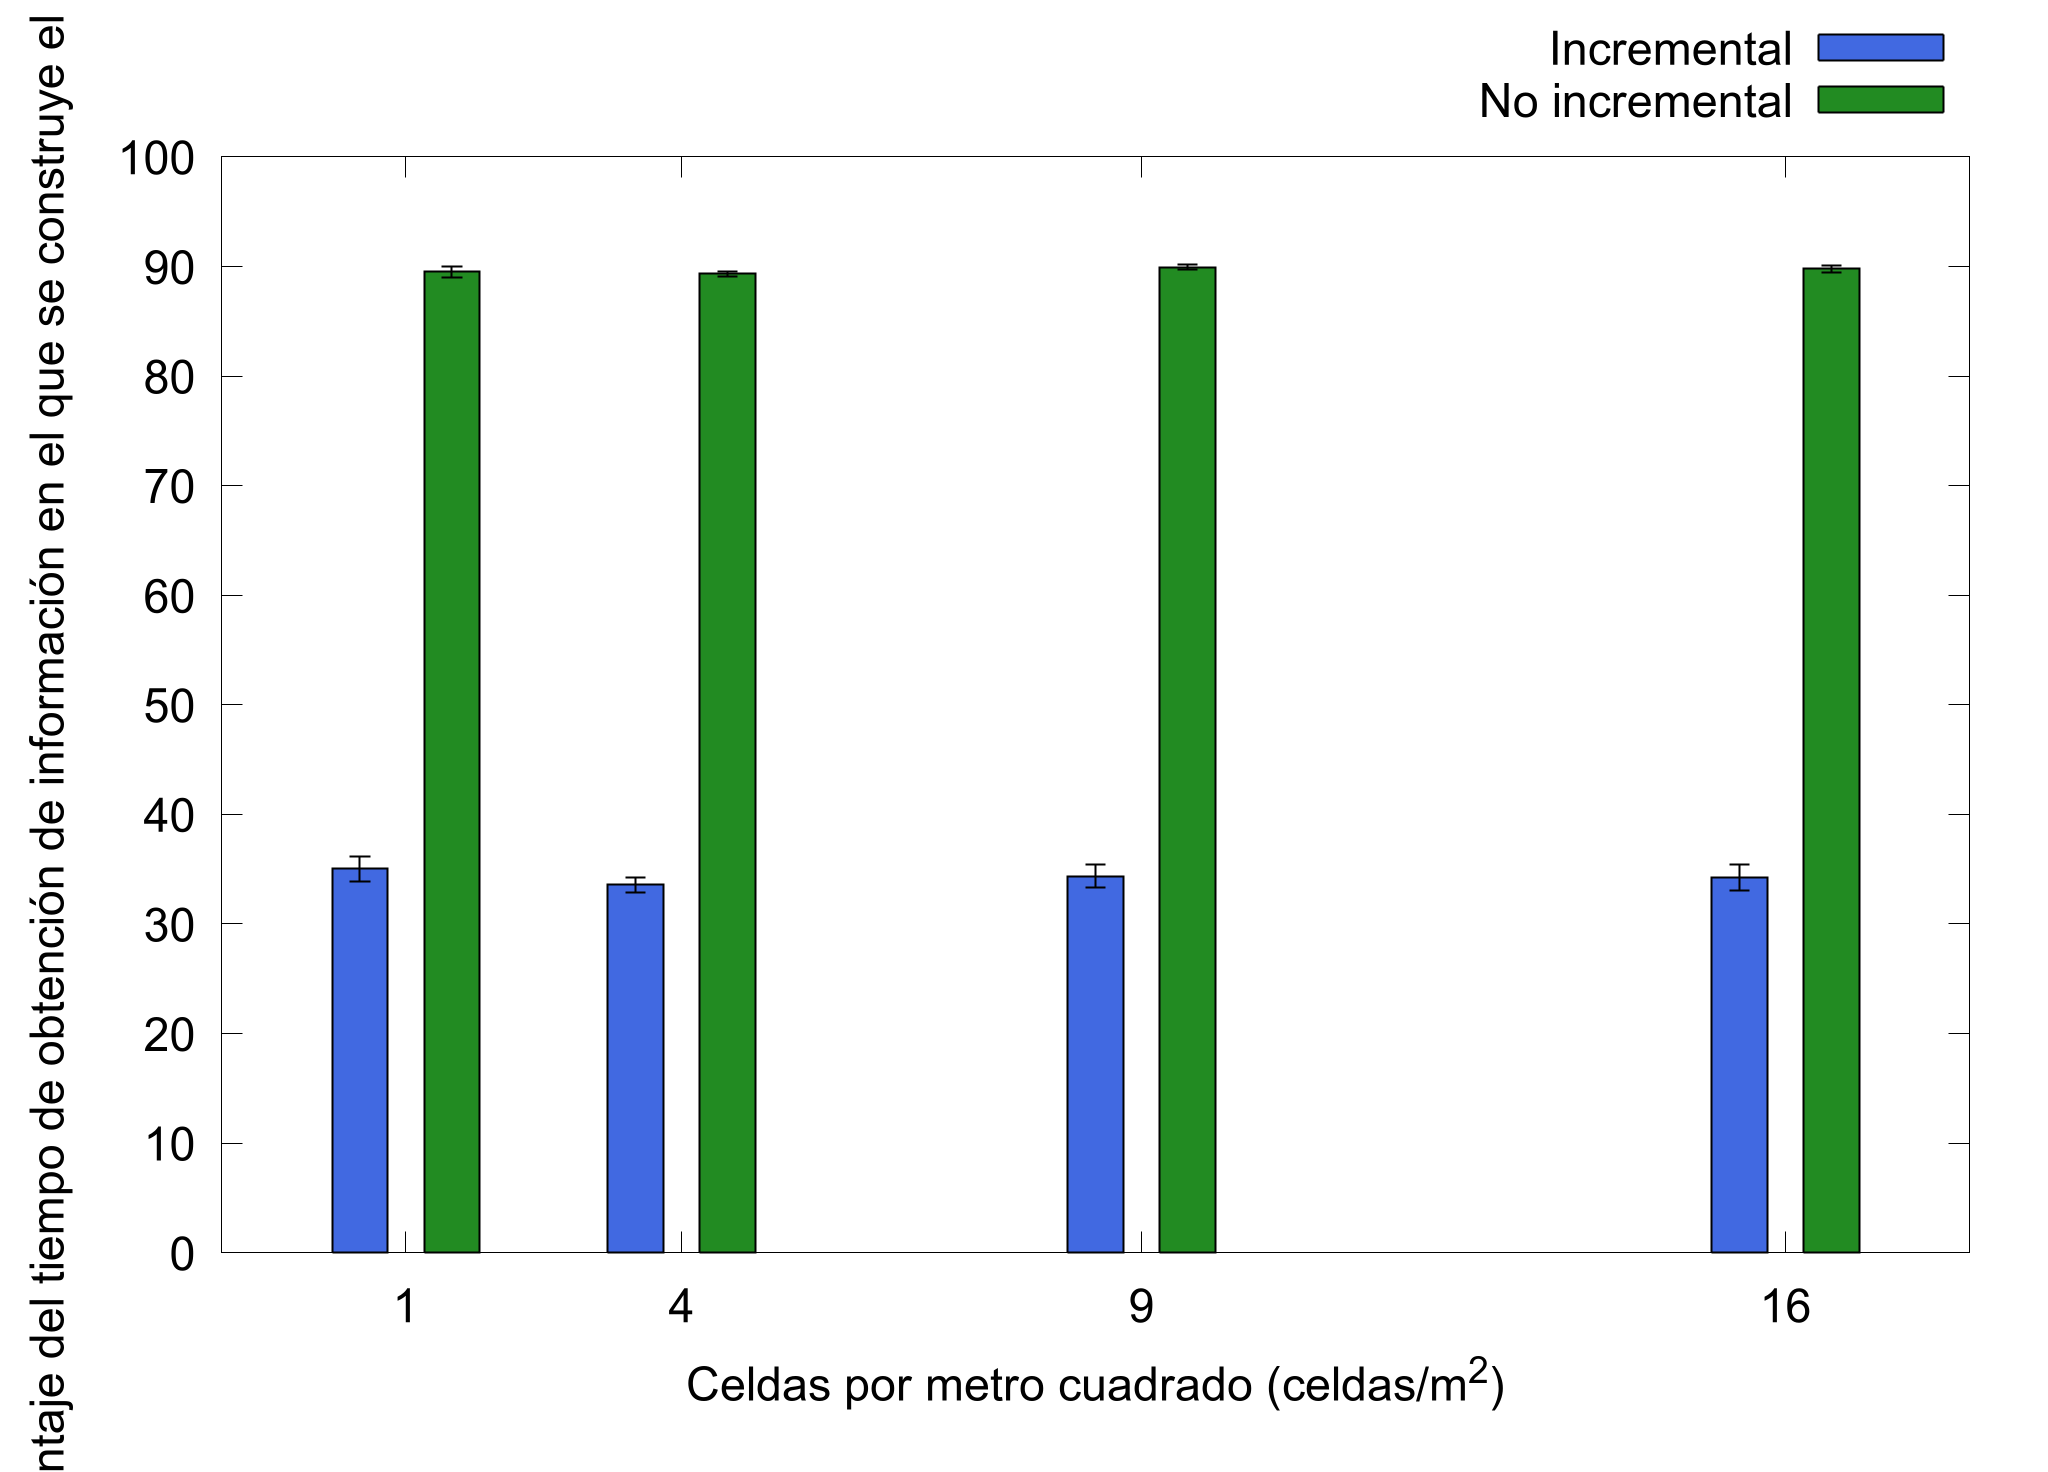 Incremental
No incremental
ntaje del tiempo de obtención de información en el que se construye el
100
90
80
70
60
50
40
30
20
10
0
1 4 9 16
Celdas por metro cuadrado (celdas/m²)